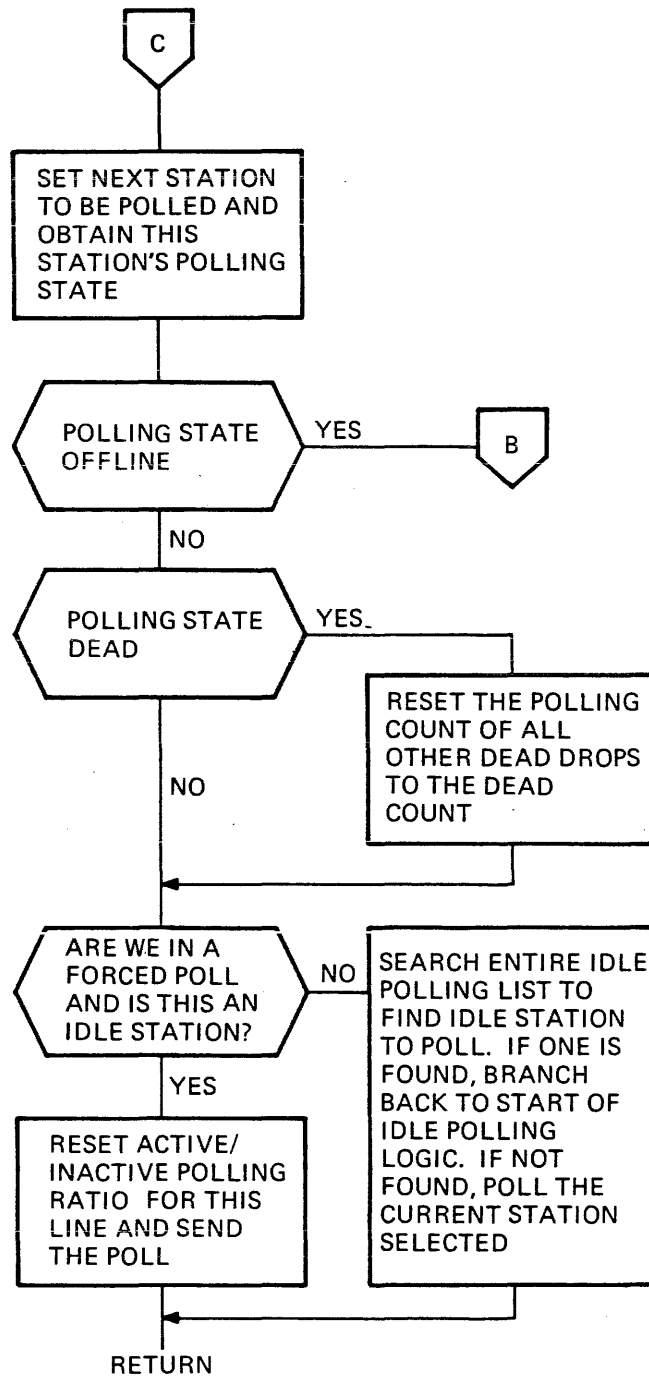 C
SET NEXT STATION
TO BE POLLED AND
OBTAIN THIS
STATION'S POLLING
STATE
POLLING STATE
OFFLINE
YES
B
NO
POLLING STATE
DEAD
YES
RESET THE POLLING
COUNT OF ALL
OTHER DEAD DROPS
TO THE DEAD
COUNT
NO
ARE WE IN A
FORCED POLL
AND IS THIS AN
IDLE STATION?
NO
SEARCH ENTIRE IDLE
POLLING LIST TO
FIND IDLE STATION
TO POLL. IF ONE IS
FOUND, BRANCH
BACK TO START OF
IDLE POLLING
LOGIC. IF NOT
FOUND, POLL THE
CURRENT STATION
SELECTED
YES
RESET ACTIVE/
INACTIVE POLLING
RATIO FOR THIS
LINE AND SEND
THE POLL
RETURN